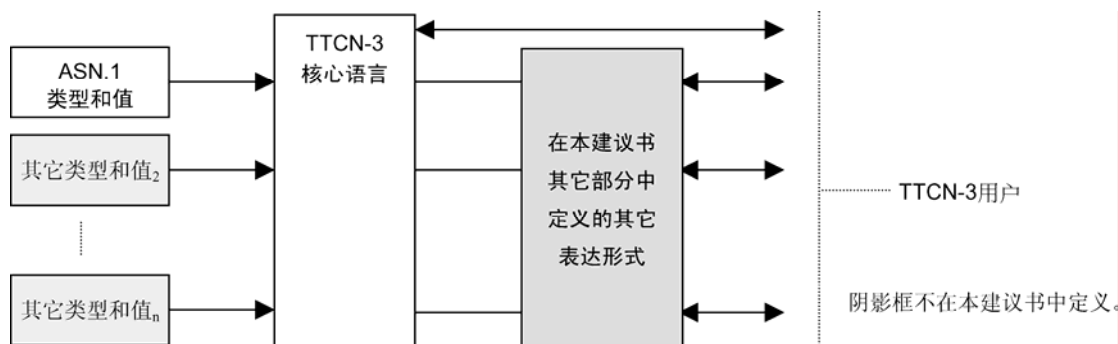 TTCN-3
核心语言
ASN.1
类型和值
其它类型和值2
其它类型和值n
在本建议书
其它部分中
定义的其它
表达形式
TTCN-3用户
阴影框不在本建议书中定义。